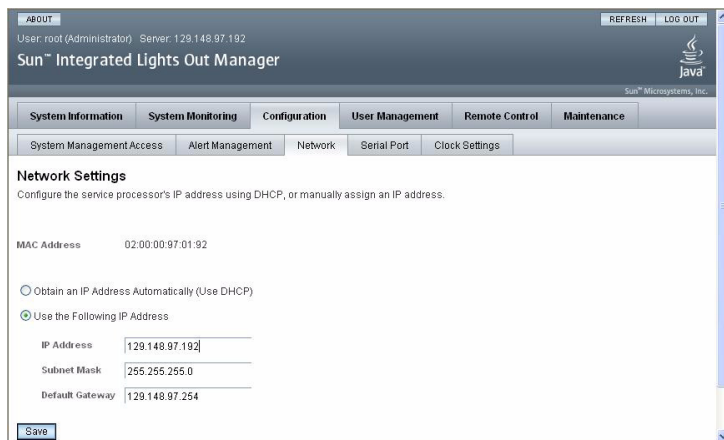 ABOUT REFRESH LOG OUT
User: root (Administrator) Server: 129.148.97.192
Sun™ Integrated Lights Out Manager
Java™
Sun™ Microsystems, Inc.
System Information System Monitoring Configuration User Management Remote Control Maintenance
System Management Access Alert Management Network Serial Port Clock Settings
Network Settings
Configure the service processor's IP address using DHCP, or manually assign an IP address.
MAC Address 02:00:00:97:01:92
Obtain an IP Address Automatically (Use DHCP)
Use the Following IP Address
IP Address 129.148.97.192
Subnet Mask 255.255.255.0
Default Gateway 129.148.97.254
Save